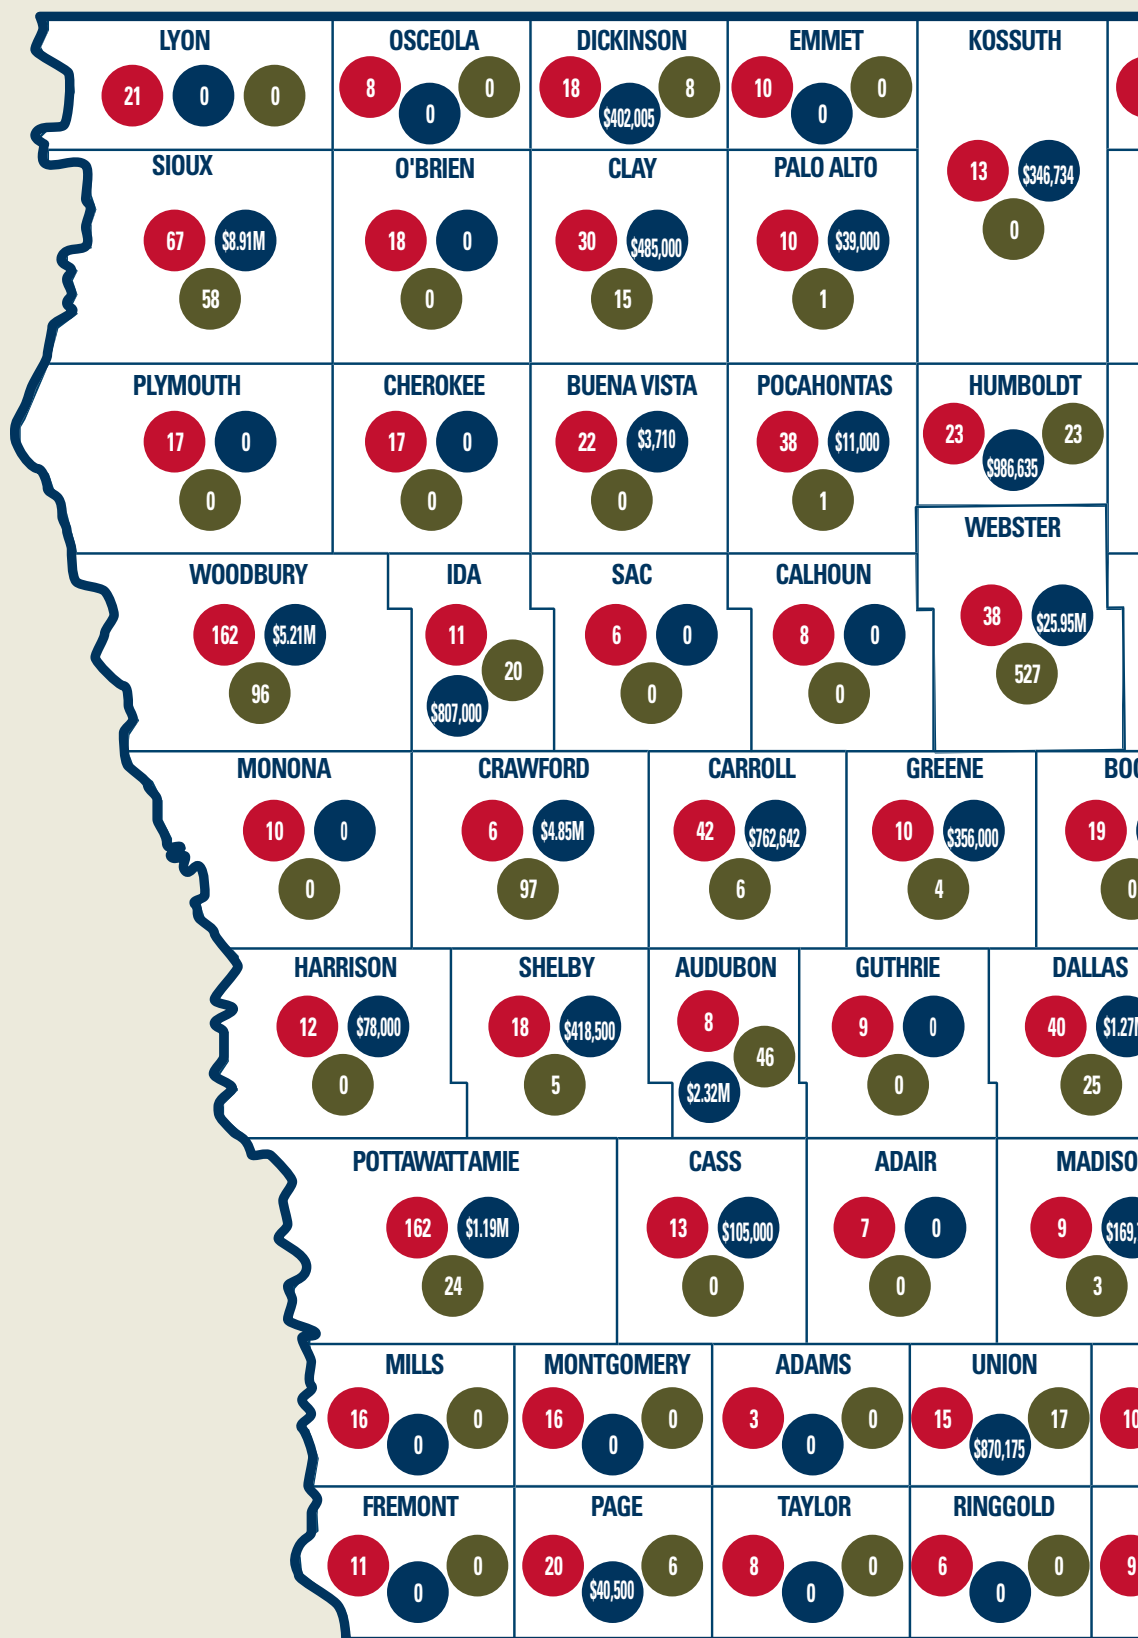 LYON
21 0 0
OSCEOLA
8 0 0
DICKINSON
18 $402,005 8
EMMET
10 0 0
KOSSUTH
13 $346,734
0
SIOUX
67 $8.91M
58
O'BRIEN
18 0
0
CLAY
30 $485,000
15
PALO ALTO
10 $39,000
1
PLYMOUTH
17 0
0
CHEROKEE
17 0
0
BUENA VISTA
22 $3,710
0
POCAHONTAS
38 $11,000
1
HUMBOLDT
23 $986,635 23
WEBSTER
38 $25.95M
527
WOODBURY
162 $5.21M
96
IDA
11
20
$807,000
SAC
6 0
0
CALHOUN
8 0
0
MONONA
10 0
0
CRAWFORD
6 $4.85M
97
CARROLL
42 $762,642
6
GREENE
10 $356,000
4
BOO
19
0
HARRISON
12 $78,000
0
SHELBY
18 $418,500
5
AUDUBON
8
46
$2.32M
GUTHRIE
9 0
0
DALLAS
40 $1.27M
25
POTTAWATTAMIE
162 $1.19M
24
CASS
13 $105,000
0
ADAIR
7 0
0
MADISO
9 $169,
3
MILLS
16 0 0
MONTGOMERY
16 0 0
ADAMS
3 0 0
UNION
15 $870,175 17
10
FREMONT
11 0 0
PAGE
20 $40,500 6
TAYLOR
8 0 0
RINGGOLD
6 0 0
9